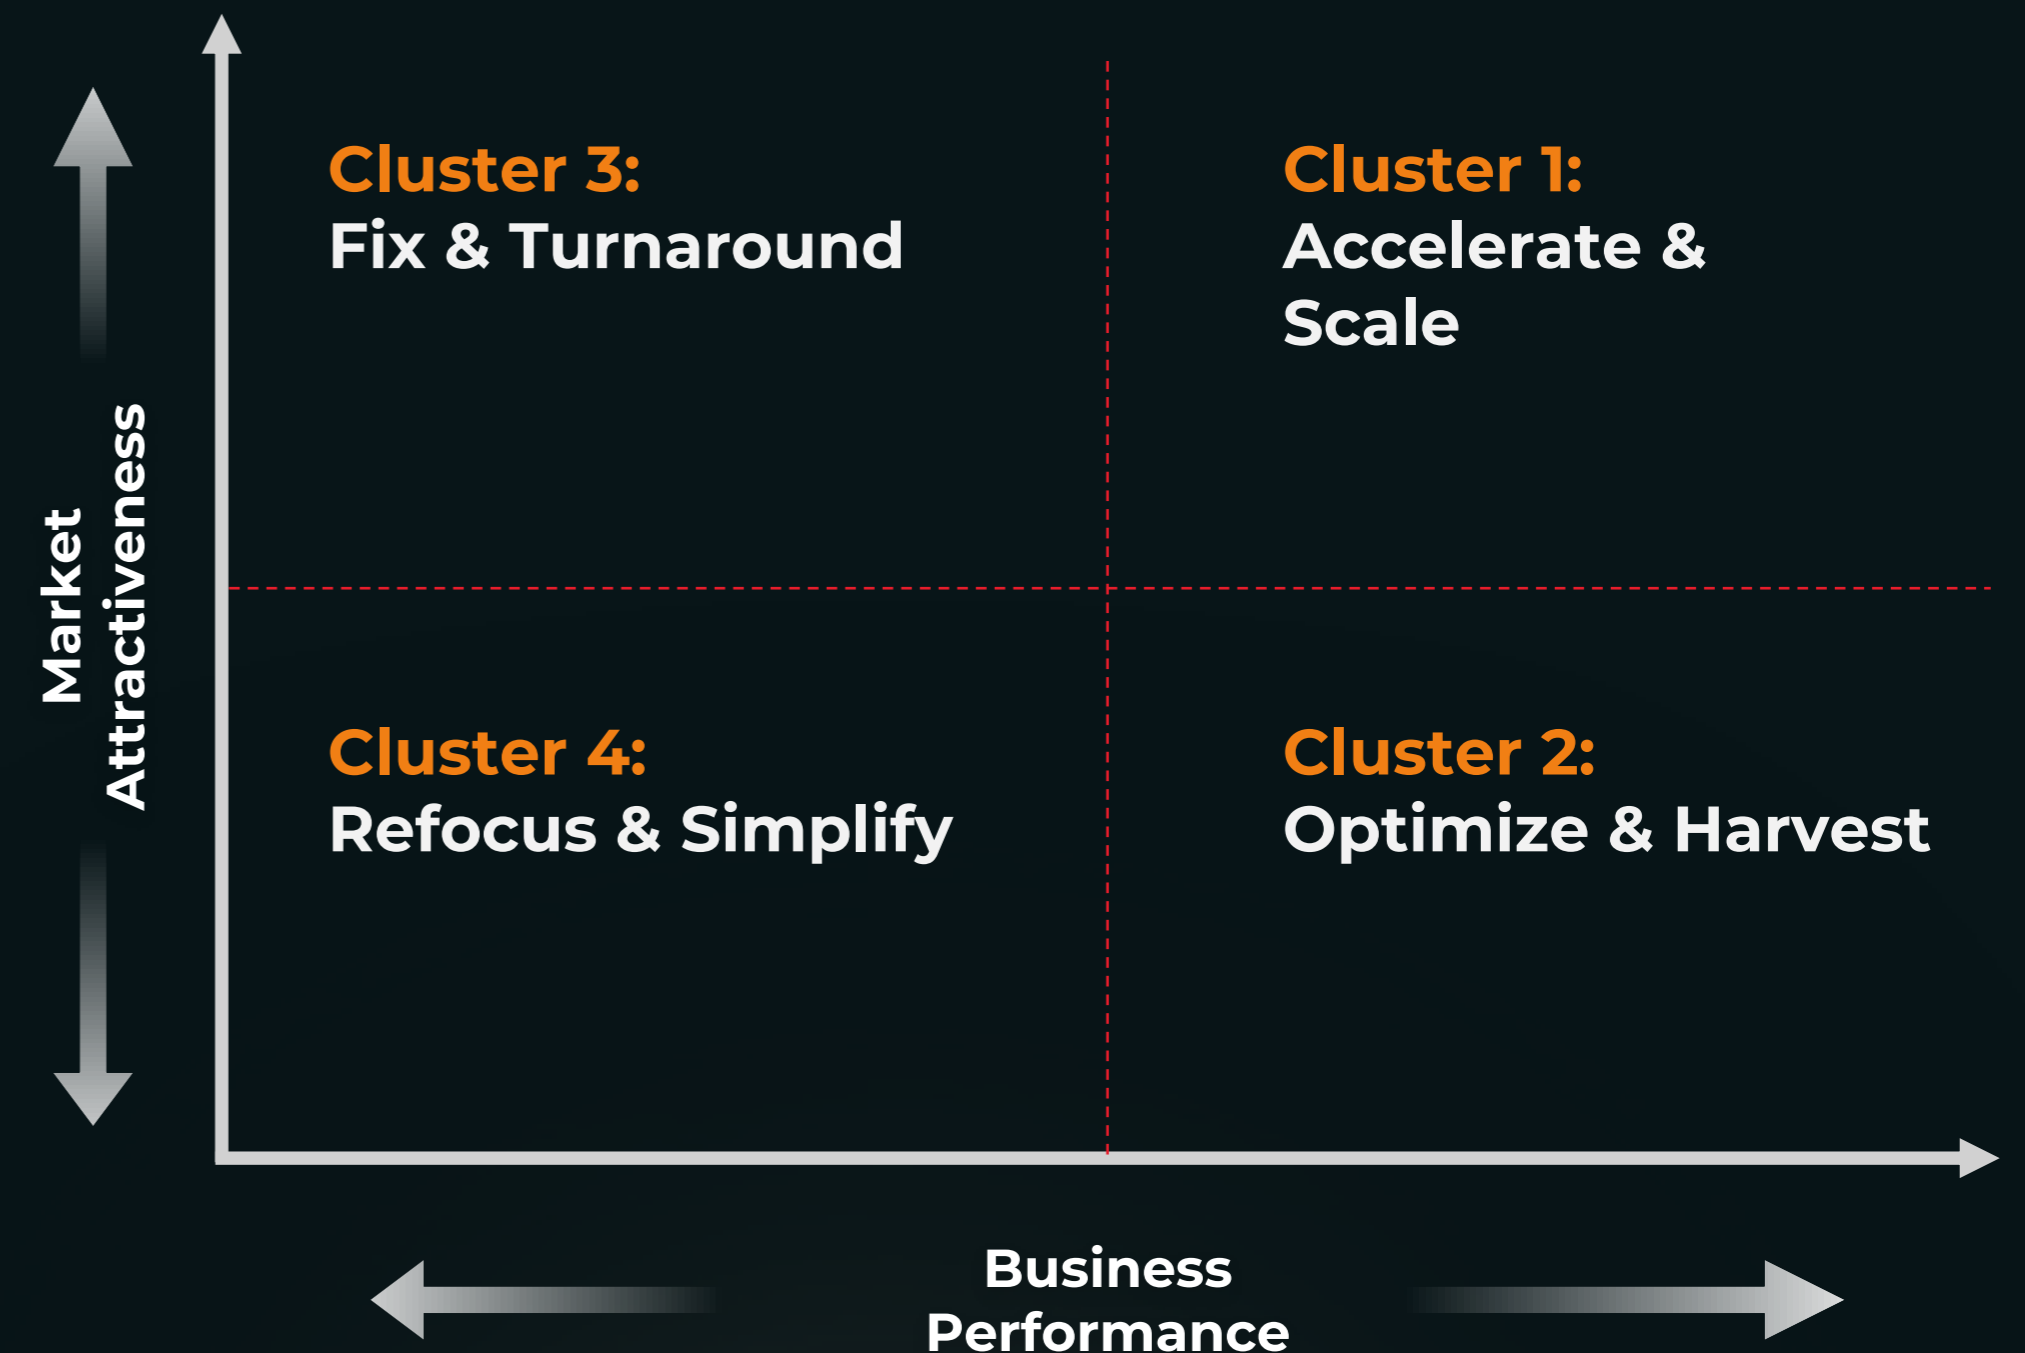 Cluster 3:
Fix & Turnaround
Cluster 1:
Accelerate &
Scale
Market
Attractiveness
Cluster 4:
Refocus & Simplify
Cluster 2:
Optimize & Harvest
Business
Performance